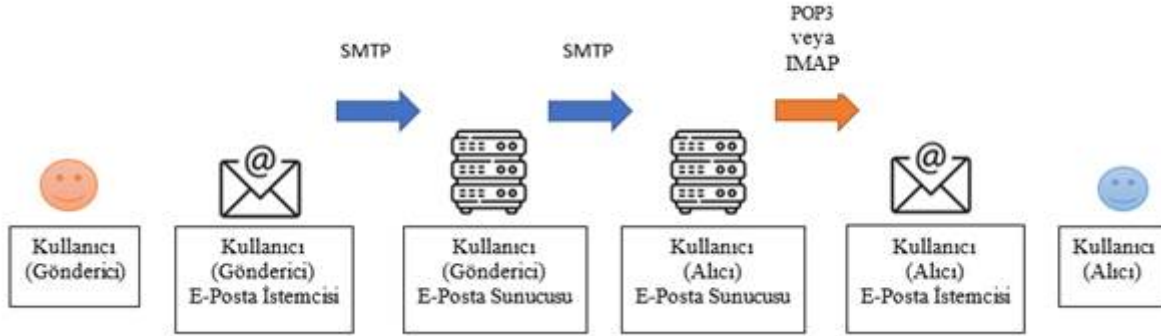 SMTP
SMTP
POP3
veya
IMAP
@
@
Kullanıcı
(Gönderici)
Kullanıcı
(Gönderici)
E-Posta İstemcisi
Kullanıcı
(Gönderici)
E-Posta Sunucusu
Kullanıcı
(Alıcı)
E-Posta Sunucusu
Kullanıcı
(Alıcı)
E-Posta İstemcisi
Kullanıcı
(Alıcı)